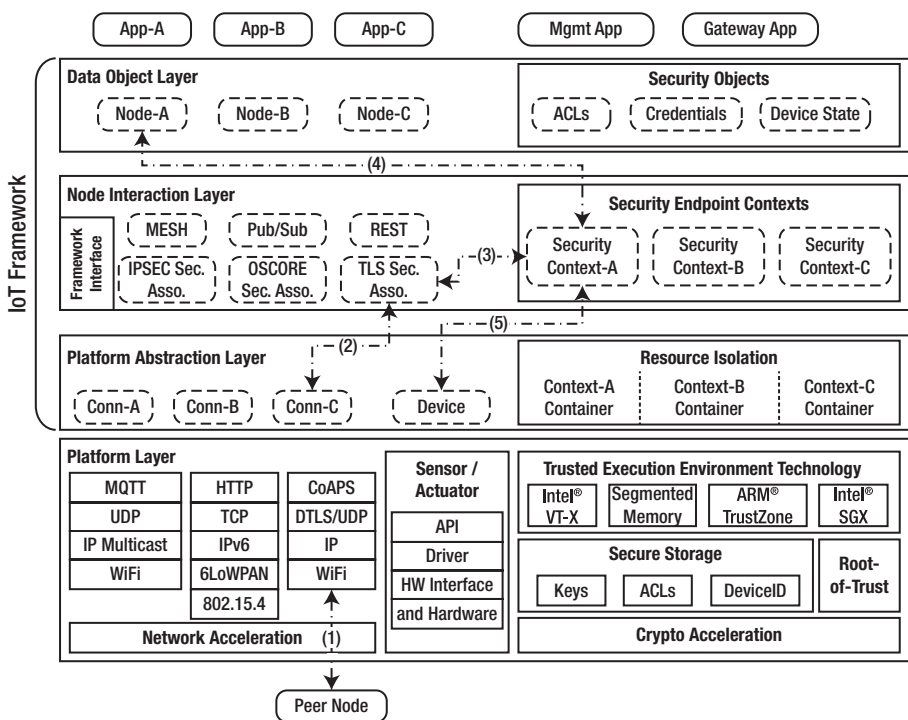 App-A
App-B
App-C
Mgmt App
Gateway App
IoT Framework
Data Object Layer
Node-A
Node-B
Node-C
Security Objects
ACLs
Credentials
Device State
(4)
Node Interaction Layer
Framework
Interface
MESH
Pub/Sub
REST
IPSEC Sec.
Asso.
OSCORE
Sec. Asso.
TLS Sec.
Asso.
(3)
Security Endpoint Contexts
Security
Context-A
Security
Context-B
Security
Context-C
(2)
(5)
Platform Abstraction Layer
Conn-A
Conn-B
Conn-C
Device
Resource Isolation
Context-A
Container
Context-B
Container
Context-C
Container
Platform Layer
MQTT
UDP
IP Multicast
WiFi
HTTP
TCP
IPv6
6LoWPAN
802.15.4
CoAPS
DTLS/UDP
IP
WiFi
Network Acceleration
(1)
Sensor /
Actuator
API
Driver
HW Interface
and Hardware
Trusted Execution Environment Technology
Intel®
VT-X
Segmented
Memory
ARM®
TrustZone
Intel®
SGX
Secure Storage
Keys
ACLs
DeviceID
Root-
of-Trust
Crypto Acceleration
Peer Node